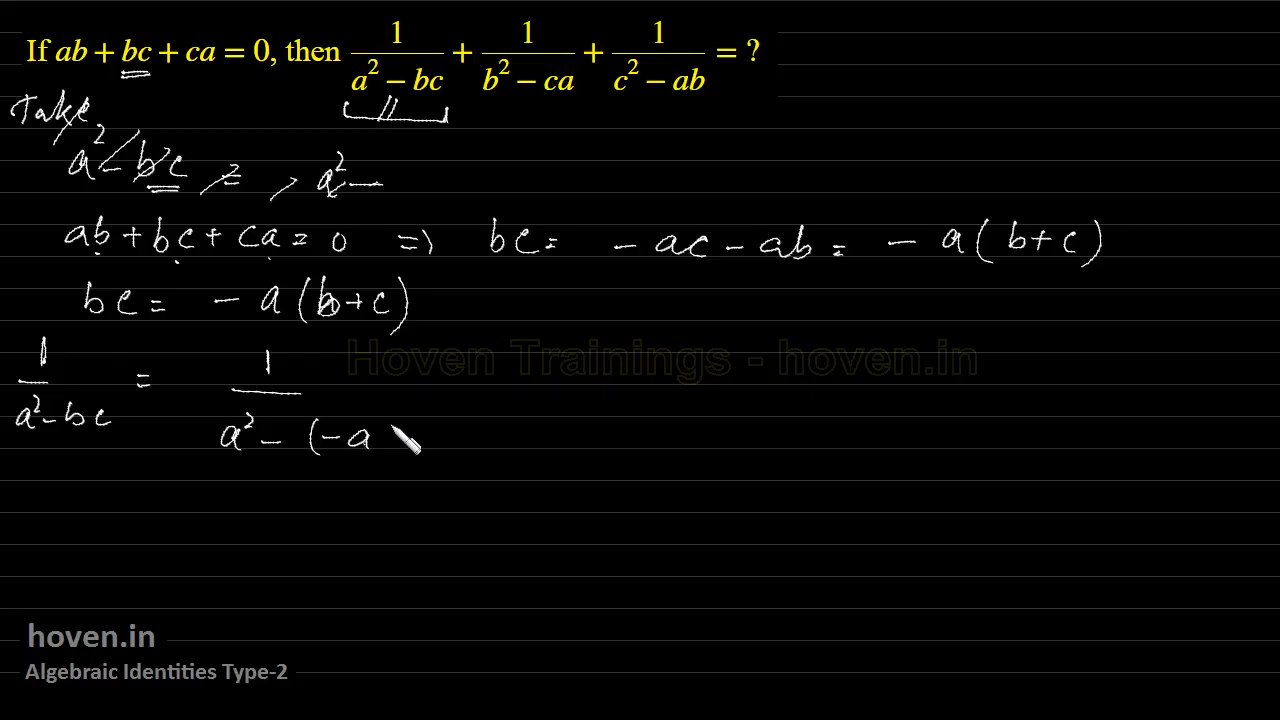 If ab + bc + ca = 0, then 1/(a² − bc) + 1/(b² − ca) + 1/(c² − ab) = ?
Take
a² − bc = , a² −
ab + bc + ca = 0 ⇒ bc = − ac − ab = − a(b+c)
bc = − a(b+c)
1/(a² − bc) = 1/(a² − (−a
Hoven Trainings - hoven.in
hoven.in
Algebraic Identities Type-2